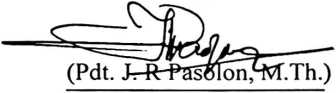 (Pdt. J. R Pasolon, M.Th.)